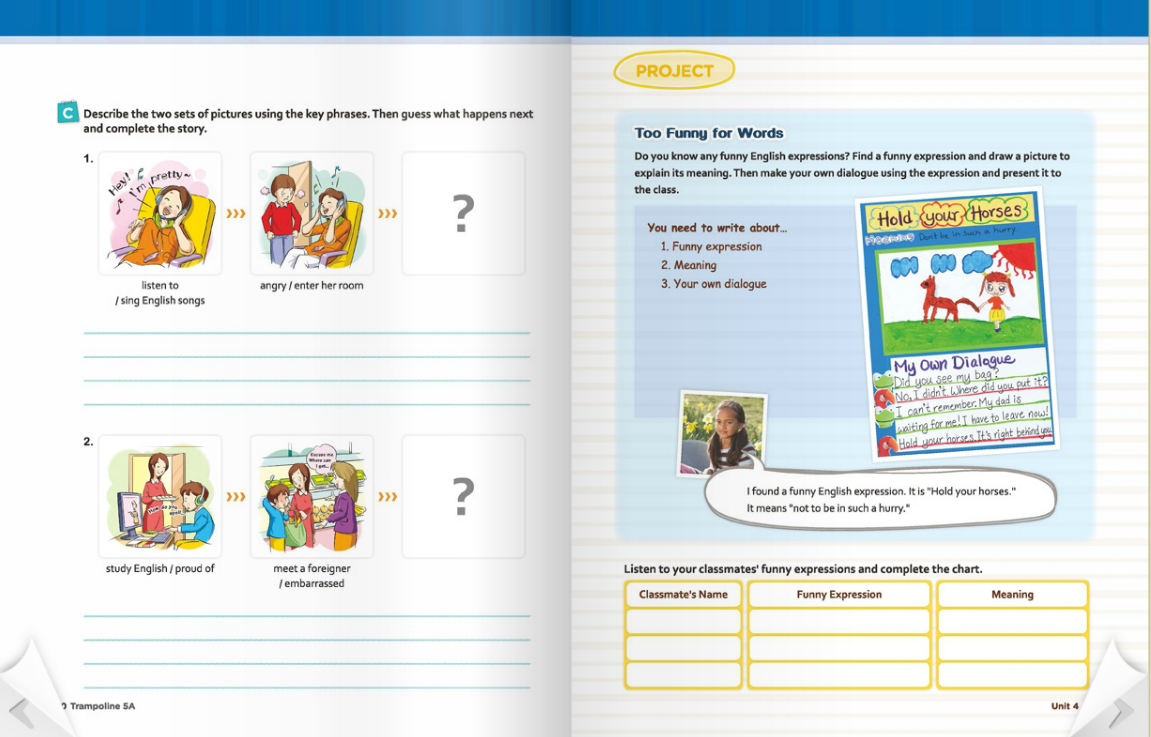 C Describe the two sets of pictures using the key phrases. Then guess what happens next
and complete the story.
1.
Hey!
I'm pretty~
?
listen to
/ sing English songs
angry / enter her room
2.
Excuse me.
Where can
I get...
?
study English / proud of
meet a foreigner
/ embarrassed
Trampoline 5A
PROJECT
Too Funny for Words
Do you know any funny English expressions? Find a funny expression and draw a picture to
explain its meaning. Then make your own dialogue using the expression and present it to
the class.
You need to write about...
1. Funny expression
2. Meaning
3. Your own dialogue
Hold your Horses
Meaning Don't be in such a hurry
My Own Dialogue
Did you see my bag?
No, I didn't. Where did you put it?
I can't remember. My dad is
waiting for me! I have to leave now!
Hold your horses. It's right behind you.
I found a funny English expression. It is "Hold your horses."
It means "not to be in such a hurry."
Listen to your classmates' funny expressions and complete the chart.
Classmate's Name Funny Expression Meaning
Unit 4